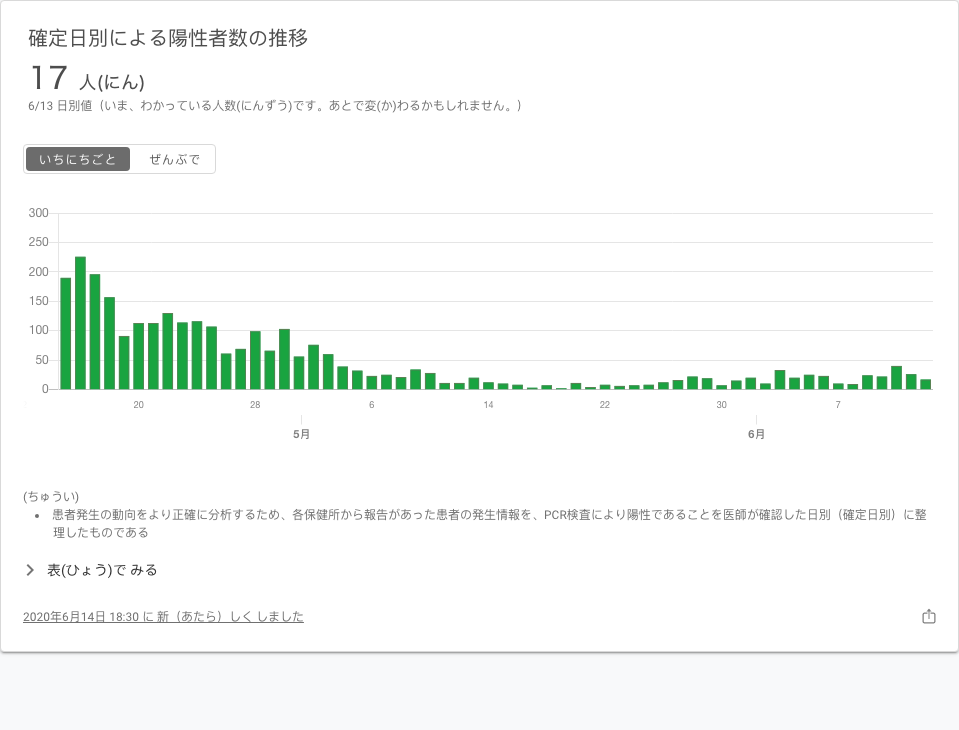 確定日別による陽性者数の推移
17 人(にん)
6/13 日別値（いま、わかっている人数(にんずう)です。あとで変(か)わるかもしれません。）
いちにちごと ぜんぶで
300
250
200
150
100
50
0
20 28 6 14 22 30 7
5月 6月
(ちゅうい)
• 患者発生の動向をより正確に分析するため、各保健所から報告があった患者の発生情報を、PCR検査により陽性であることを医師が確認した日別（確定日別）に整
理したものである
表(ひょう)で みる
2020年6月14日 18:30 に 新（あたら）しく しました